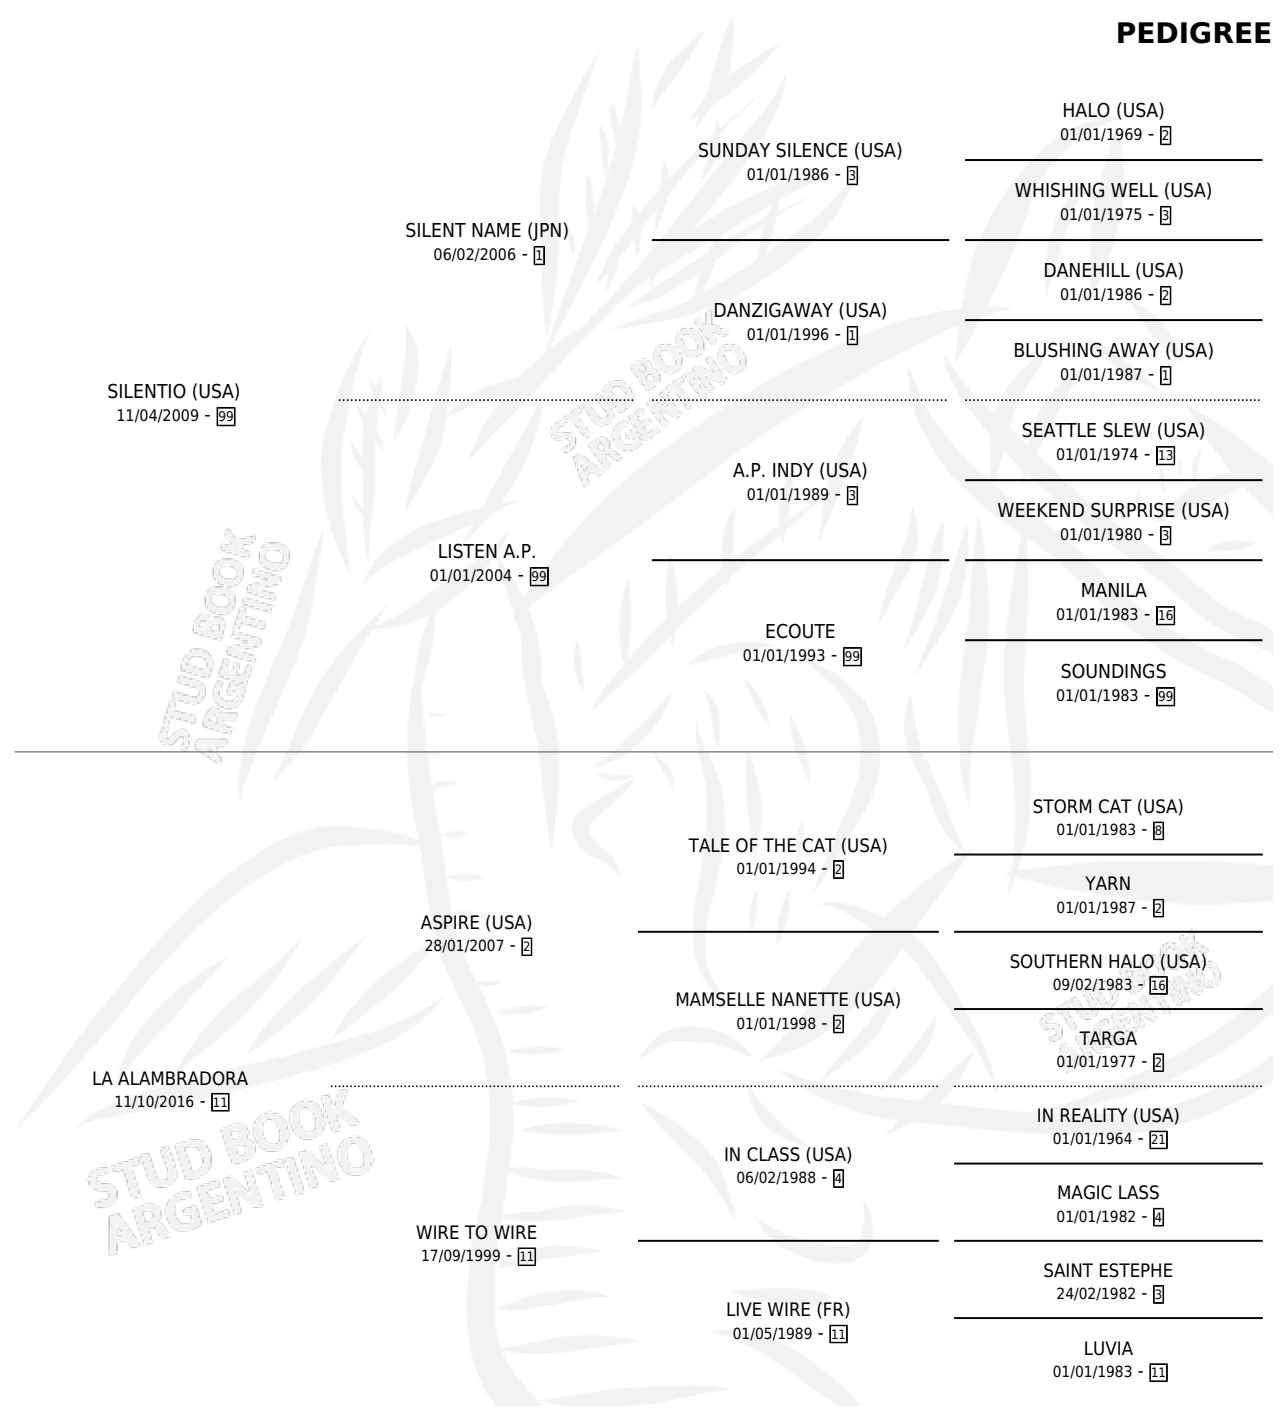 PEDIGREE
HALO (USA)
01/01/1969 - 2
SUNDAY SILENCE (USA)
01/01/1986 - 3
WHISHING WELL (USA)
01/01/1975 - 3
SILENT NAME (JPN)
06/02/2006 - 1
DANEHILL (USA)
01/01/1986 - 2
DANZIGAWAY (USA)
01/01/1996 - 1
BLUSHING AWAY (USA)
01/01/1987 - 1
SILENTIO (USA)
11/04/2009 - 99
STUD BOOK
ARGENTINO
SEATTLE SLEW (USA)
01/01/1974 - 13
A.P. INDY (USA)
01/01/1989 - 3
WEEKEND SURPRISE (USA)
01/01/1980 - 3
LISTEN A.P.
01/01/2004 - 99
MANILA
01/01/1983 - 16
ECOUTE
01/01/1993 - 99
SOUNDINGS
01/01/1983 - 99
STUD BOOK
ARGENTINO
STORM CAT (USA)
01/01/1983 - 8
TALE OF THE CAT (USA)
01/01/1994 - 2
YARN
01/01/1987 - 2
ASPIRE (USA)
28/01/2007 - 2
SOUTHERN HALO (USA)
09/02/1983 - 16
MAMSELLE NANETTE (USA)
01/01/1998 - 2
STUD BOOK
ARGENTINO
TARGA
01/01/1977 - 2
LA ALAMBRADORA
11/10/2016 - 11
STUD BOOK
ARGENTINO
IN REALITY (USA)
01/01/1964 - 21
IN CLASS (USA)
06/02/1988 - 4
MAGIC LASS
01/01/1982 - 4
WIRE TO WIRE
17/09/1999 - 11
SAINT ESTEPHE
24/02/1982 - 3
LIVE WIRE (FR)
01/05/1989 - 11
LUVIA
01/01/1983 - 11